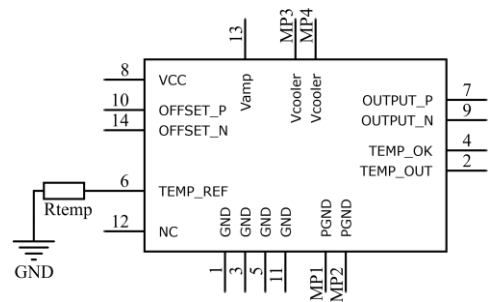 13
MP3
MP4
8
VCC
Vamp
Vcooler
Vcooler
10
OFFSET_P
14
OFFSET_N
OUTPUT_P
7
OUTPUT_N
9
TEMP_OK
4
TEMP_OUT
2
6
TEMP_REF
Rtemp
12
NC
GND
GND
GND
GND
PGND
PGND
GND
1
3
5
11
MP1
MP2